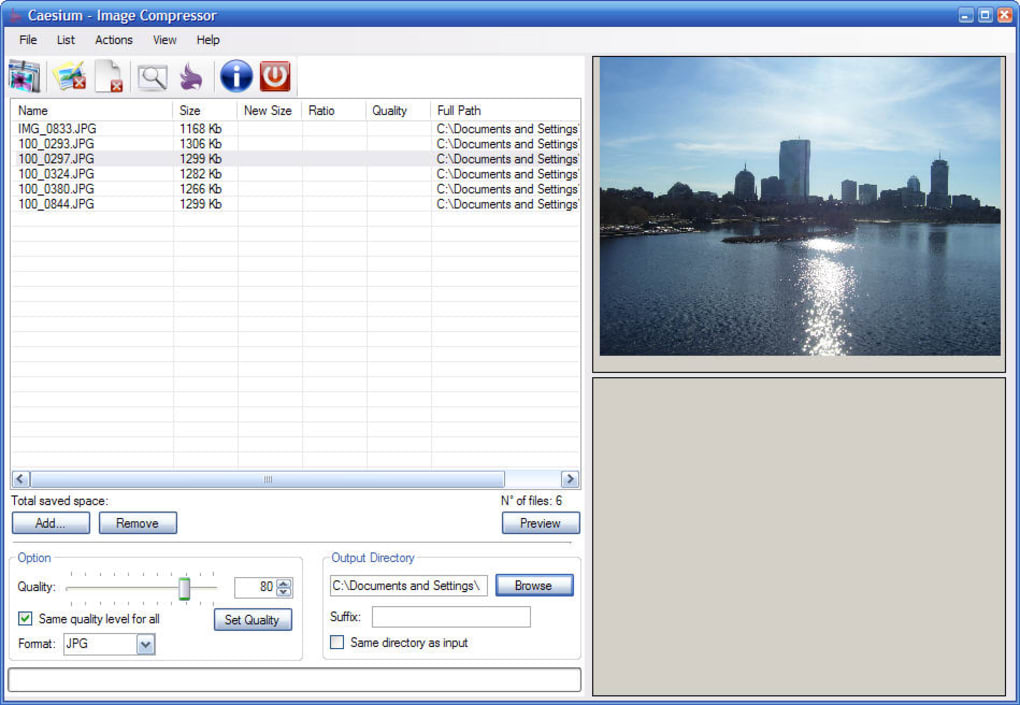 Caesium - Image Compressor
File List Actions View Help
Name Size New Size Ratio Quality Full Path
IMG_0833.JPG 1168 Kb C:\Documents and Settings
100_0293.JPG 1306 Kb C:\Documents and Settings
100_0297.JPG 1299 Kb C:\Documents and Settings
100_0324.JPG 1282 Kb C:\Documents and Settings
100_0380.JPG 1266 Kb C:\Documents and Settings
100_0844.JPG 1299 Kb C:\Documents and Settings
Total saved space: N° of files: 6
Add... Remove Preview
Option Output Directory
Quality: 80 C:\Documents and Settings\ Browse
Same quality level for all Set Quality Suffix:
Format: JPG Same directory as input